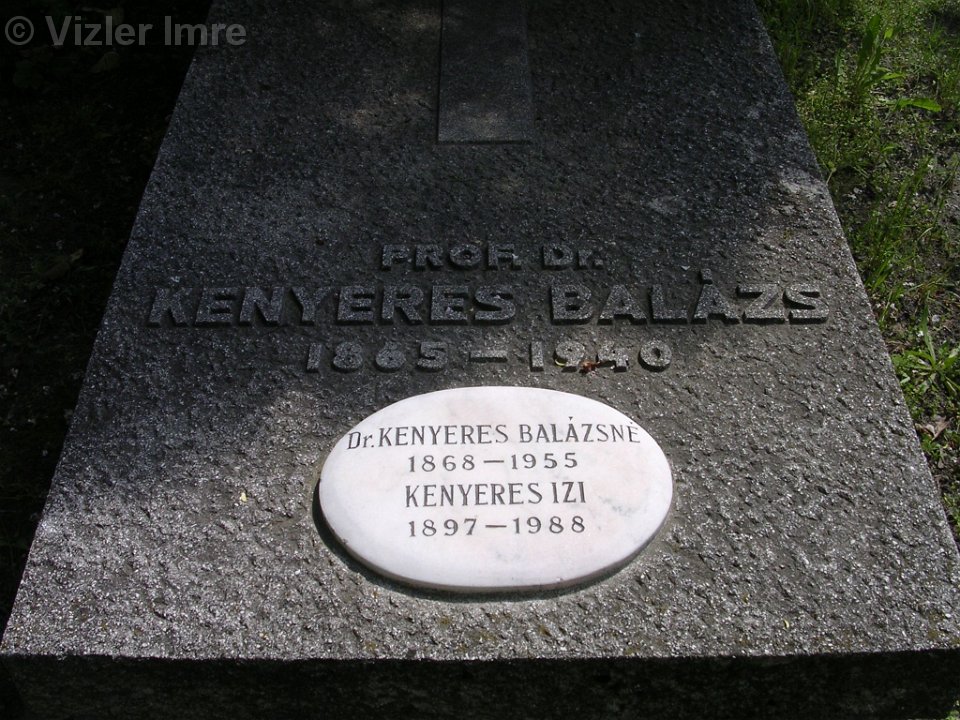 © Vizler Imre
PROF. Dr.
KENYERES BALÁZS
1865 – 1940
Dr. KENYERES BALÁZSNÉ
1868 – 1955
KENYERES IZI
1897 – 1988